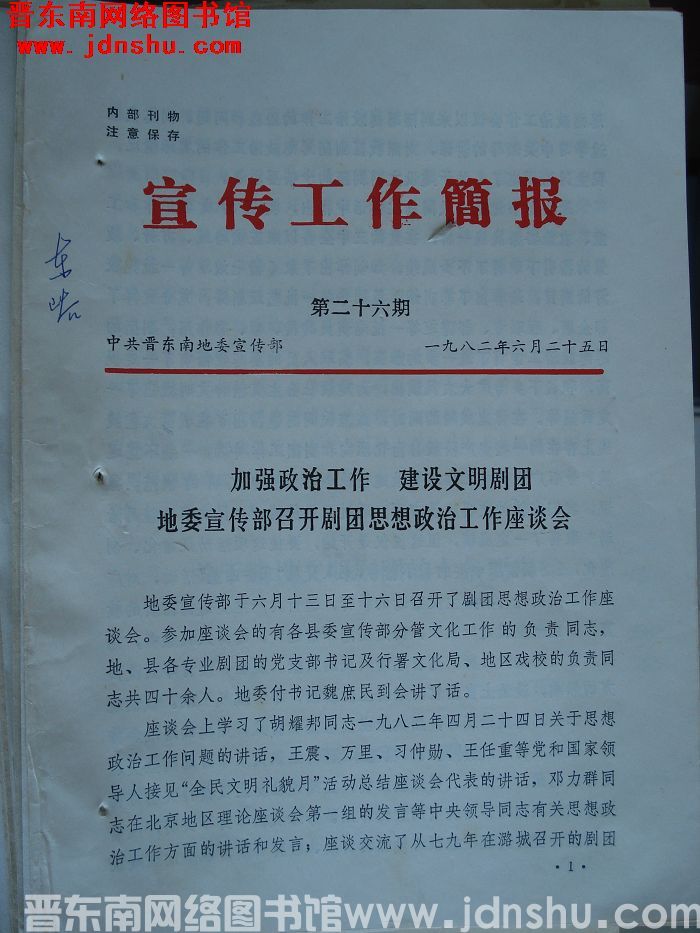 晋东南网络图书馆
www.jdnshu.com
内部刊物
注意保存
宣传工作简报
第二十六期
中共晋东南地委宣传部 一九八二年六月二十五日
加强政治工作 建设文明剧团
地委宣传部召开剧团思想政治工作座谈会
地委宣传部于六月十三日至十六日召开了剧团思想政治工作座
谈会。参加座谈会的有各县委宣传部分管文化工作的负责同志，
地、县各专业剧团的党支部书记及行署文化局、地区戏校的负责同
志共四十余人。地委付书记魏庶民到会讲了话。
座谈会上学习了胡耀邦同志一九八二年四月二十四日关于思想
政治工作问题的讲话，王震、万里、习仲勋、王任重等党和国家领
导人接见“全民文明礼貌月”活动总结座谈会代表的讲话，邓力群同
志在北京地区理论座谈会第一组的发言等中央领导同志有关思想政
治工作方面的讲话和发言；座谈交流了从七九年在潞城召开的剧团
·1·
晋东南网络图书馆www.jdnshu.com